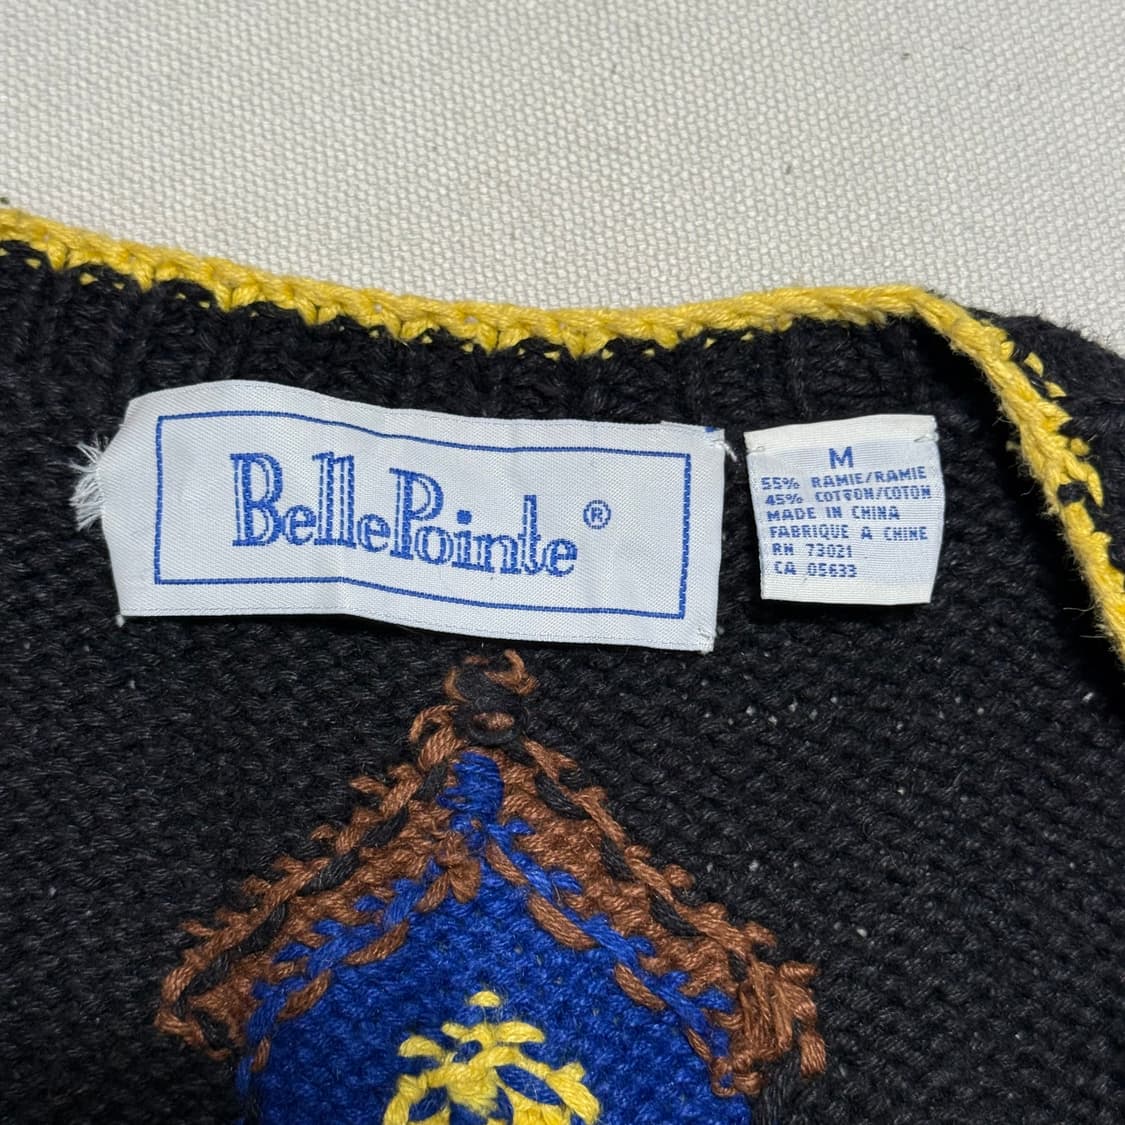 BellePointe ®
M
55% RAMIE/RAMIE
45% COTTON/COTON
MADE IN CHINA
FABRIQUE A CHINE
RN 73021
CA 05633